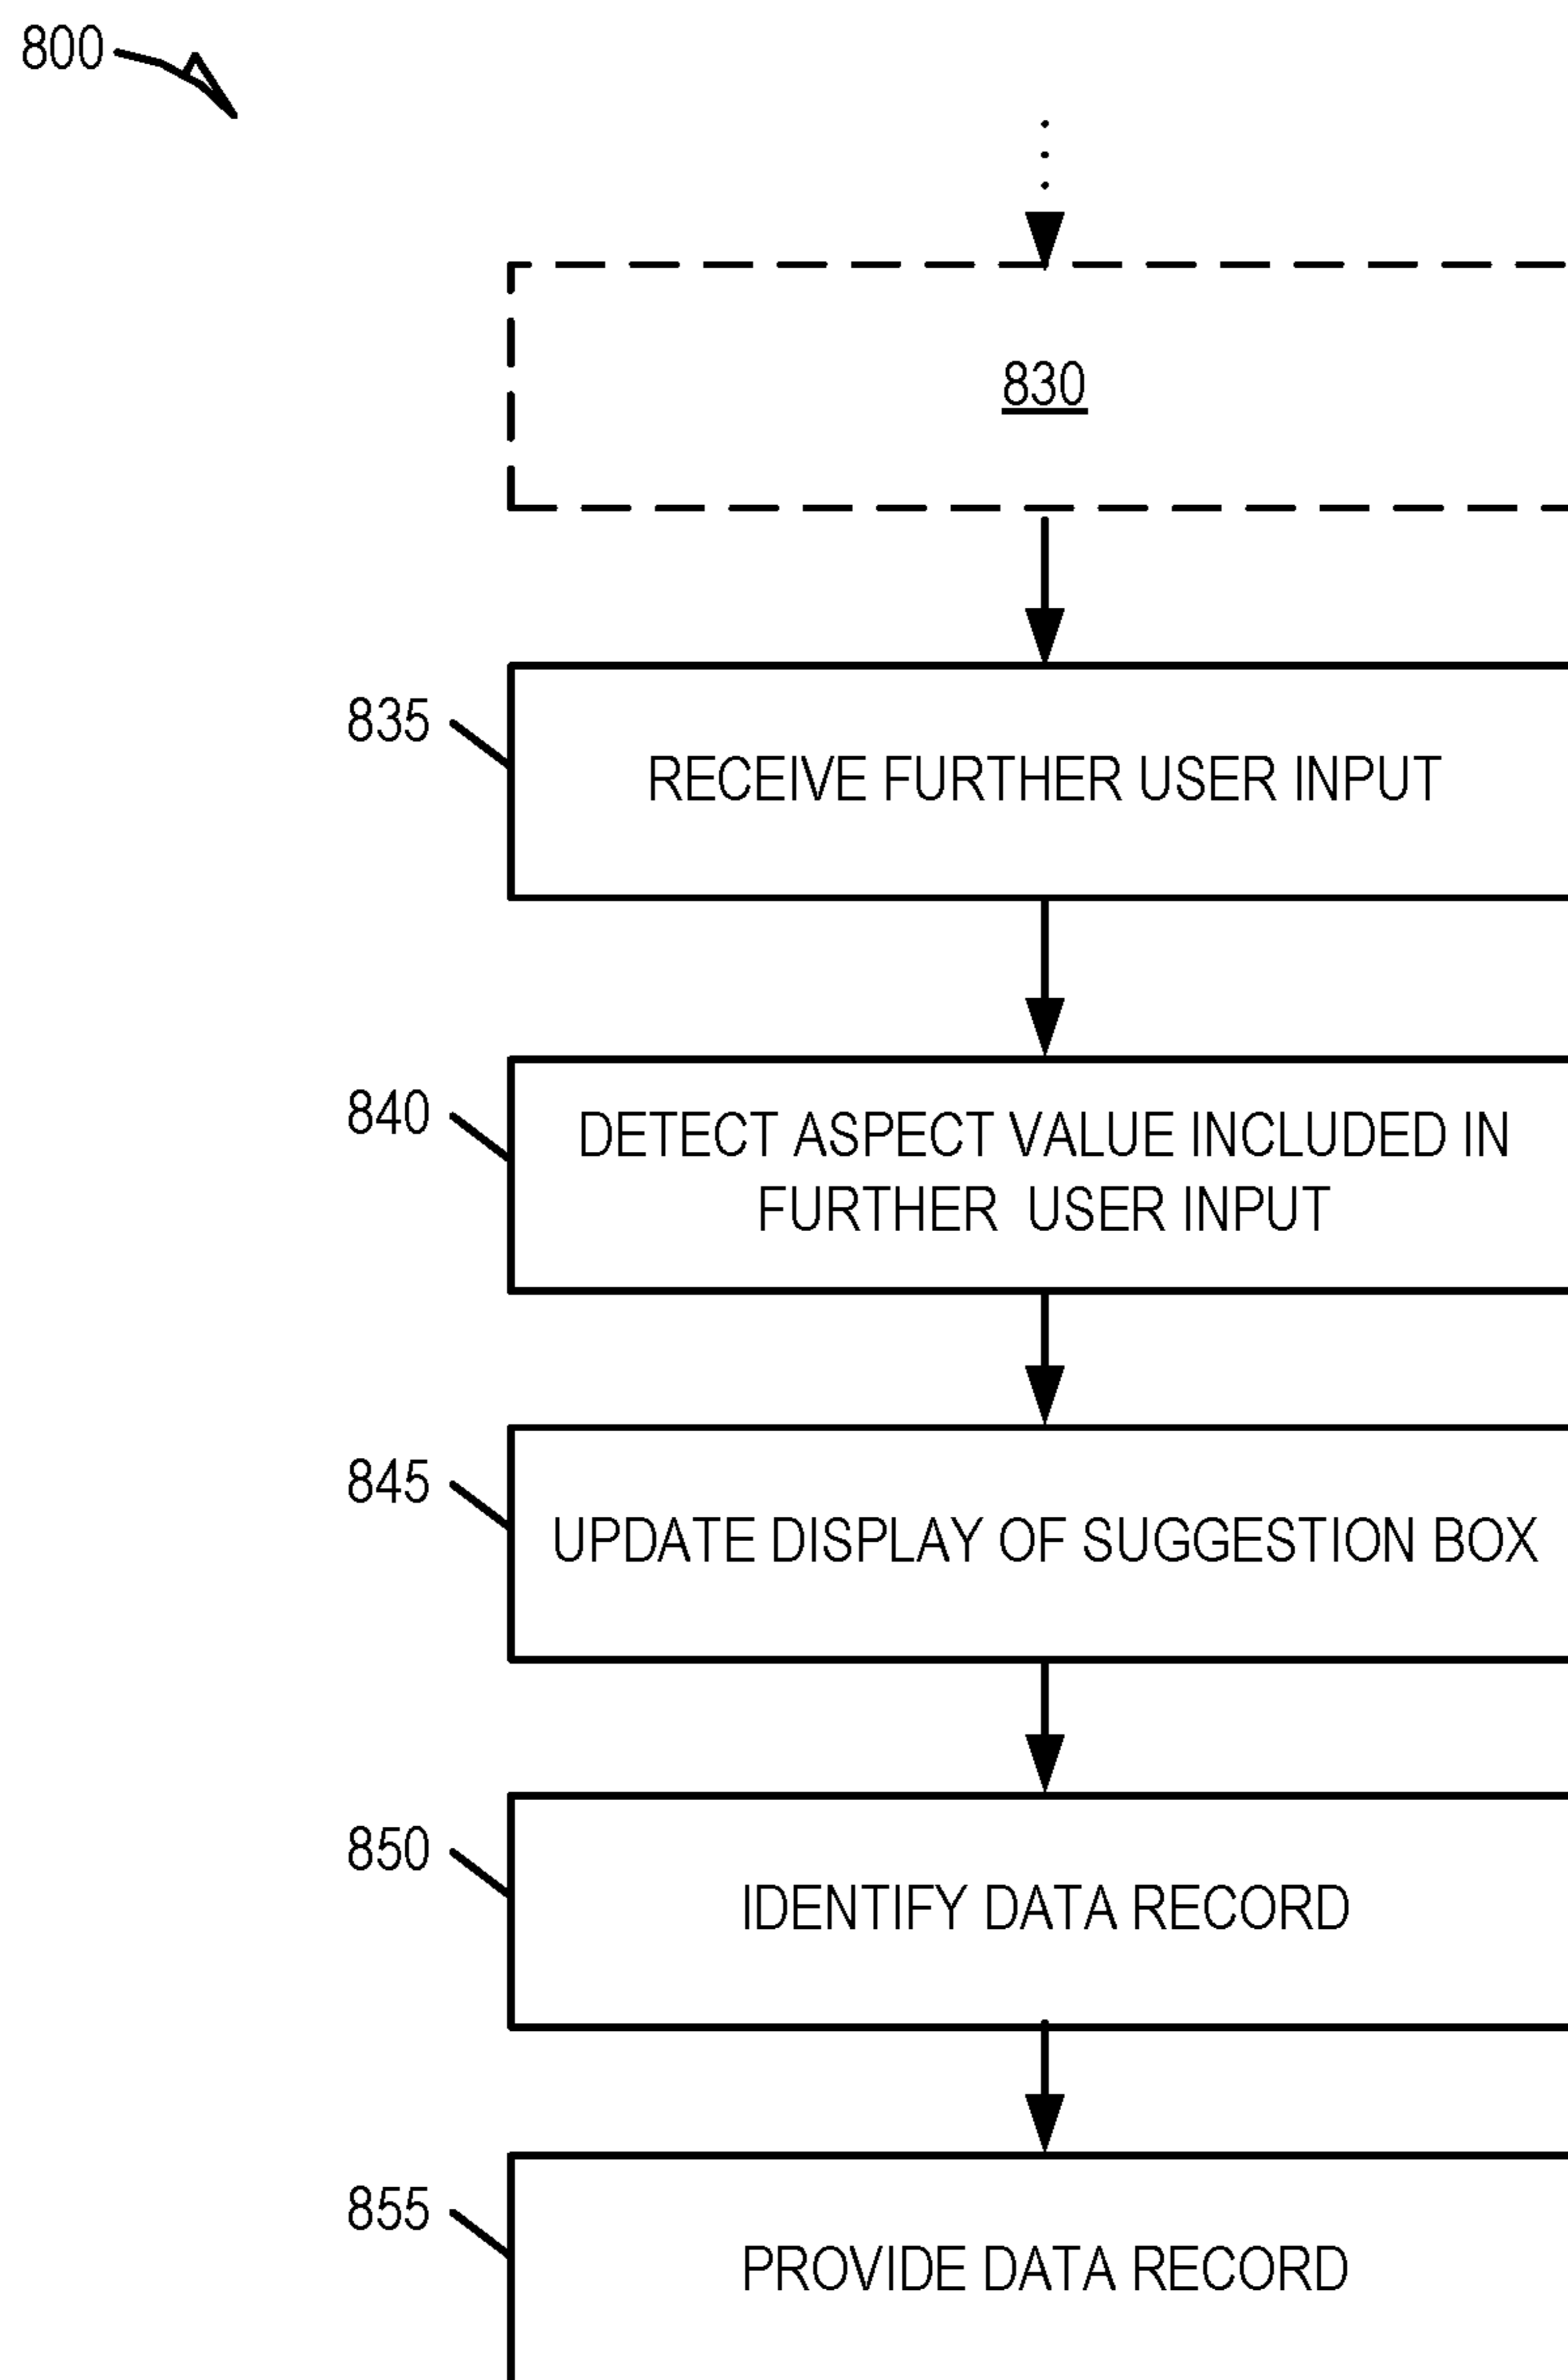 800
830
835
RECEIVE FURTHER USER INPUT
840
DETECT ASPECT VALUE INCLUDED IN
FURTHER USER INPUT
845
UPDATE DISPLAY OF SUGGESTION BOX
850
IDENTIFY DATA RECORD
855
PROVIDE DATA RECORD